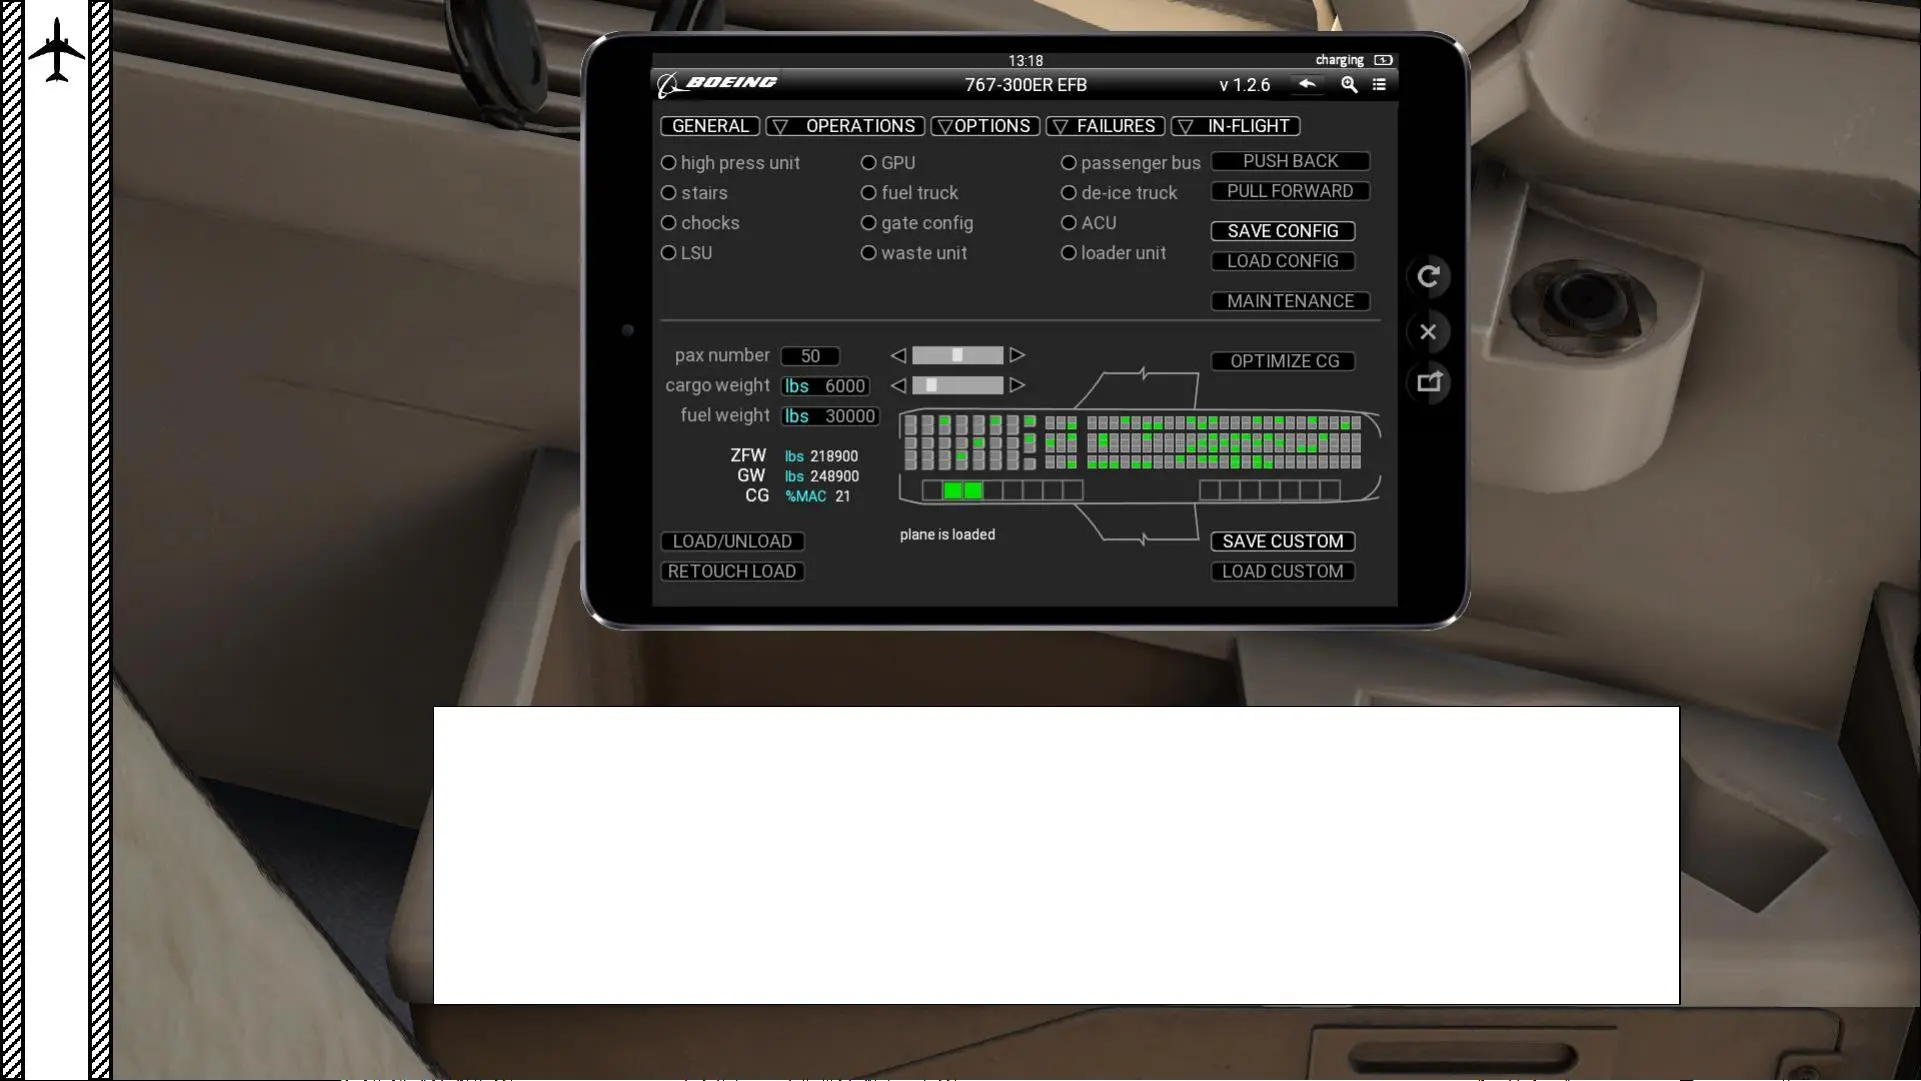 13:18
charging
BOEING
767-300ER EFB
v 1.2.6
GENERAL
OPERATIONS
OPTIONS
FAILURES
IN-FLIGHT
high press unit
GPU
passenger bus
PUSH BACK
stairs
fuel truck
de-ice truck
PULL FORWARD
chocks
gate config
ACU
SAVE CONFIG
LSU
waste unit
loader unit
LOAD CONFIG
MAINTENANCE
pax number 50
OPTIMIZE CG
cargo weight lbs 6000
fuel weight lbs 30000
ZFW lbs 218900
GW lbs 248900
CG %MAC 21
plane is loaded
LOAD/UNLOAD
SAVE CUSTOM
RETOUCH LOAD
LOAD CUSTOM